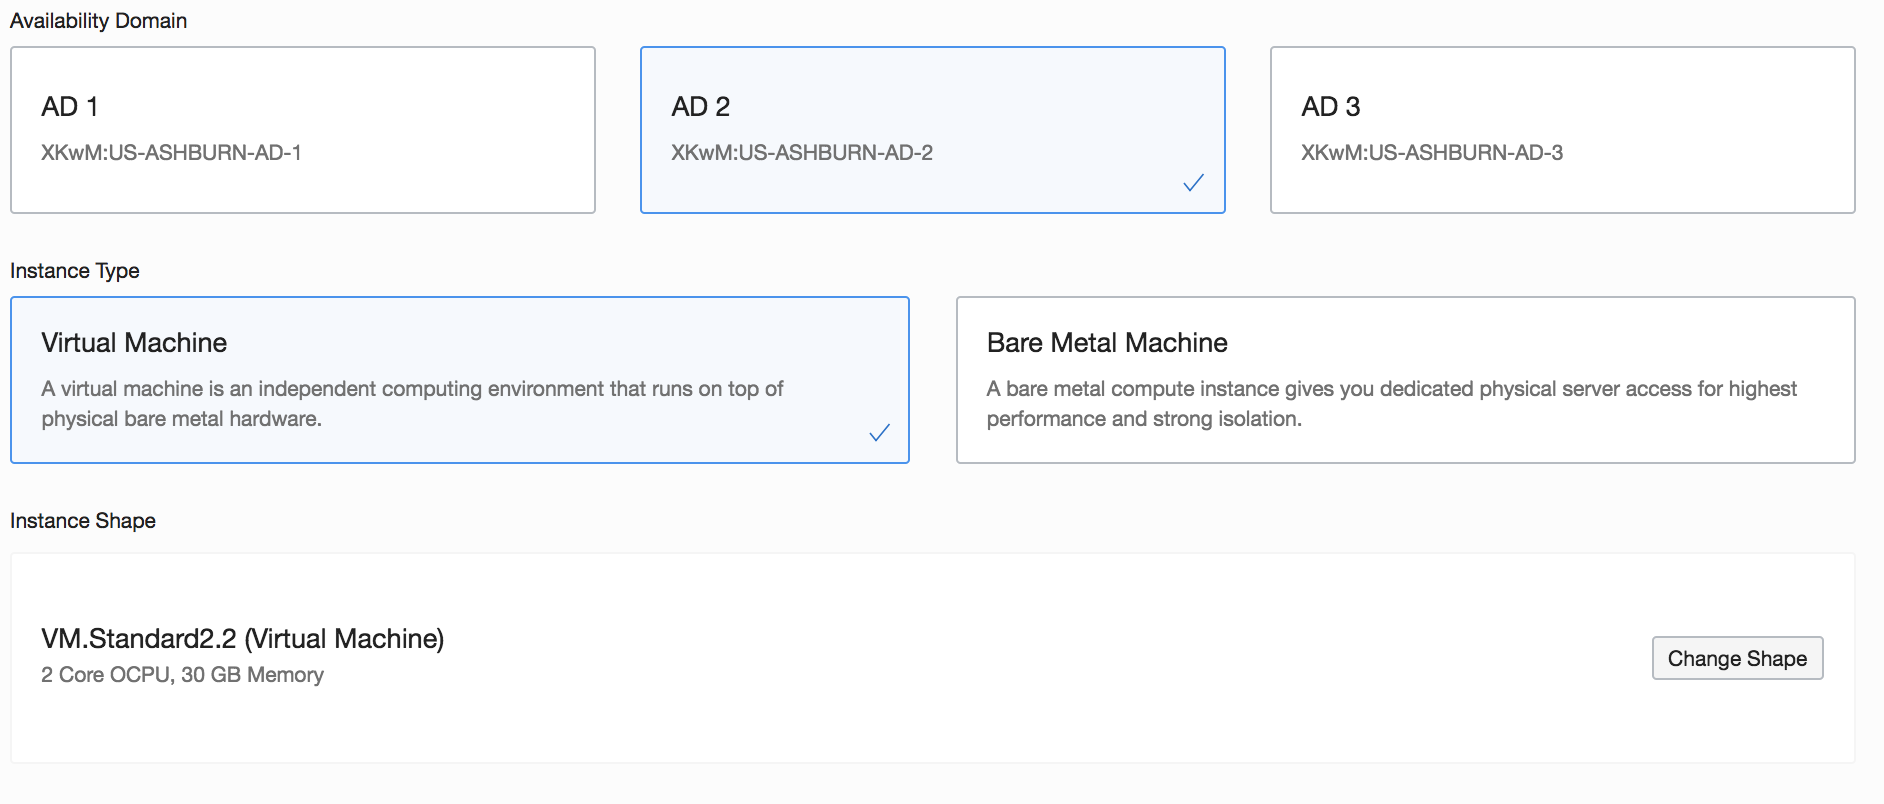 Availability Domain
AD 1
XKwM:US-ASHBURN-AD-1
AD 2
XKwM:US-ASHBURN-AD-2
AD 3
XKwM:US-ASHBURN-AD-3
Instance Type
Virtual Machine
A virtual machine is an independent computing environment that runs on top of
physical bare metal hardware.
Bare Metal Machine
A bare metal compute instance gives you dedicated physical server access for highest
performance and strong isolation.
Instance Shape
VM.Standard2.2 (Virtual Machine)
2 Core OCPU, 30 GB Memory
Change Shape